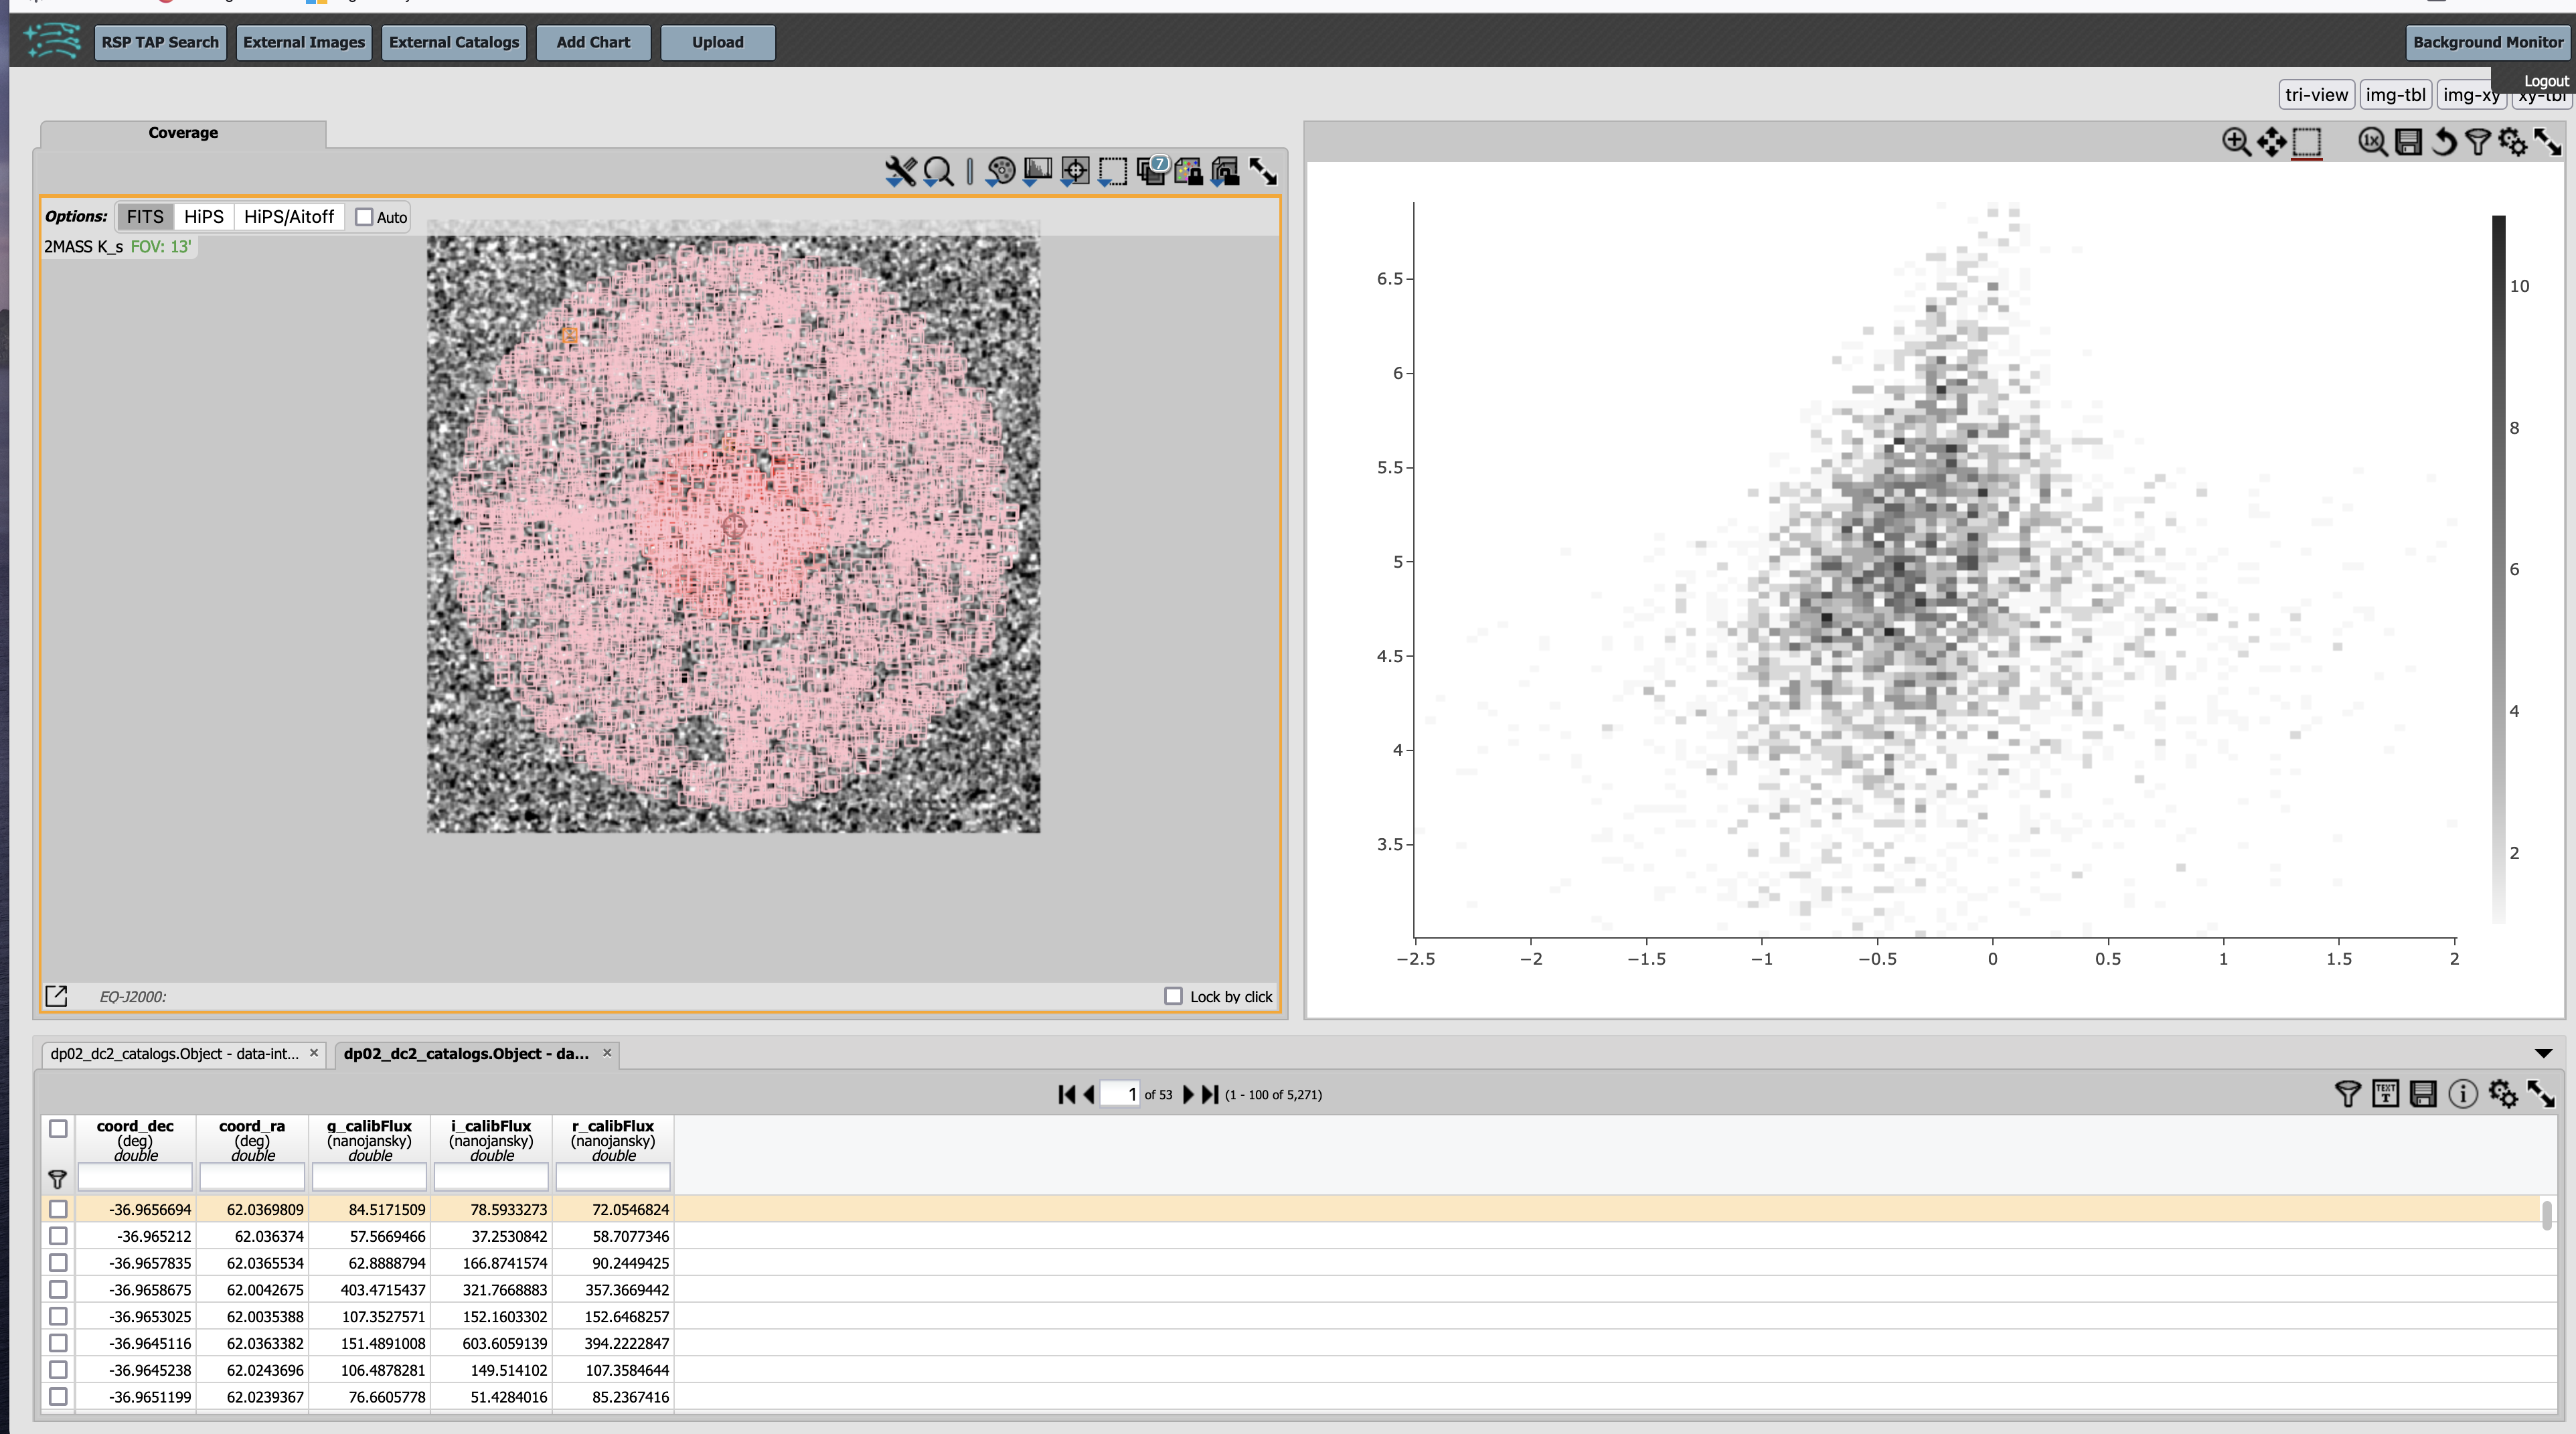 RSP TAP Search External Images External Catalogs Add Chart Upload Background Monitor
Logout
tri-view img-tbl img-xy xy-tbl
Coverage
7
Options: FITS HiPS HiPS/Aitoff Auto
2MASS K_s FOV: 13'
EQ-J2000: Lock by click
1x
6.5
6
5.5
5
4.5
4
3.5
−2.5 −2 −1.5 −1 −0.5 0 0.5 1 1.5 2
10
8
6
4
2
dp02_dc2_catalogs.Object - data-int... × dp02_dc2_catalogs.Object - da... ×
1 of 53 (1 - 100 of 5,271)
TEXT
T
coord_dec coord_ra g_calibFlux i_calibFlux r_calibFlux
(deg) (deg) (nanojansky) (nanojansky) (nanojansky)
double double double double double
-36.9656694 62.0369809 84.5171509 78.5933273 72.0546824
-36.965212 62.036374 57.5669466 37.2530842 58.7077346
-36.9657835 62.0365534 62.8888794 166.8741574 90.2449425
-36.9658675 62.0042675 403.4715437 321.7668883 357.3669442
-36.9653025 62.0035388 107.3527571 152.1603302 152.6468257
-36.9645116 62.0363382 151.4891008 603.6059139 394.2222847
-36.9645238 62.0243696 106.4878281 149.514102 107.3584644
-36.9651199 62.0239367 76.6605778 51.4284016 85.2367416